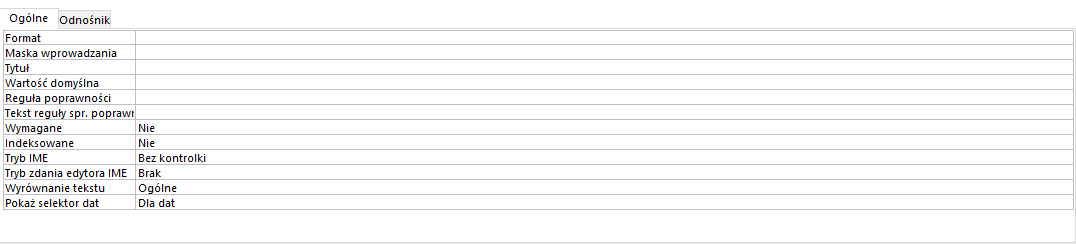 Ogólne Odnośnik
Format
Maska wprowadzania
Tytuł
Wartość domyślna
Reguła poprawności
Tekst reguły spr. poprawn
Wymagane Nie
Indeksowane Nie
Tryb IME Bez kontrolki
Tryb zdania edytora IME Brak
Wyrównanie tekstu Ogólne
Pokaż selektor dat Dla dat